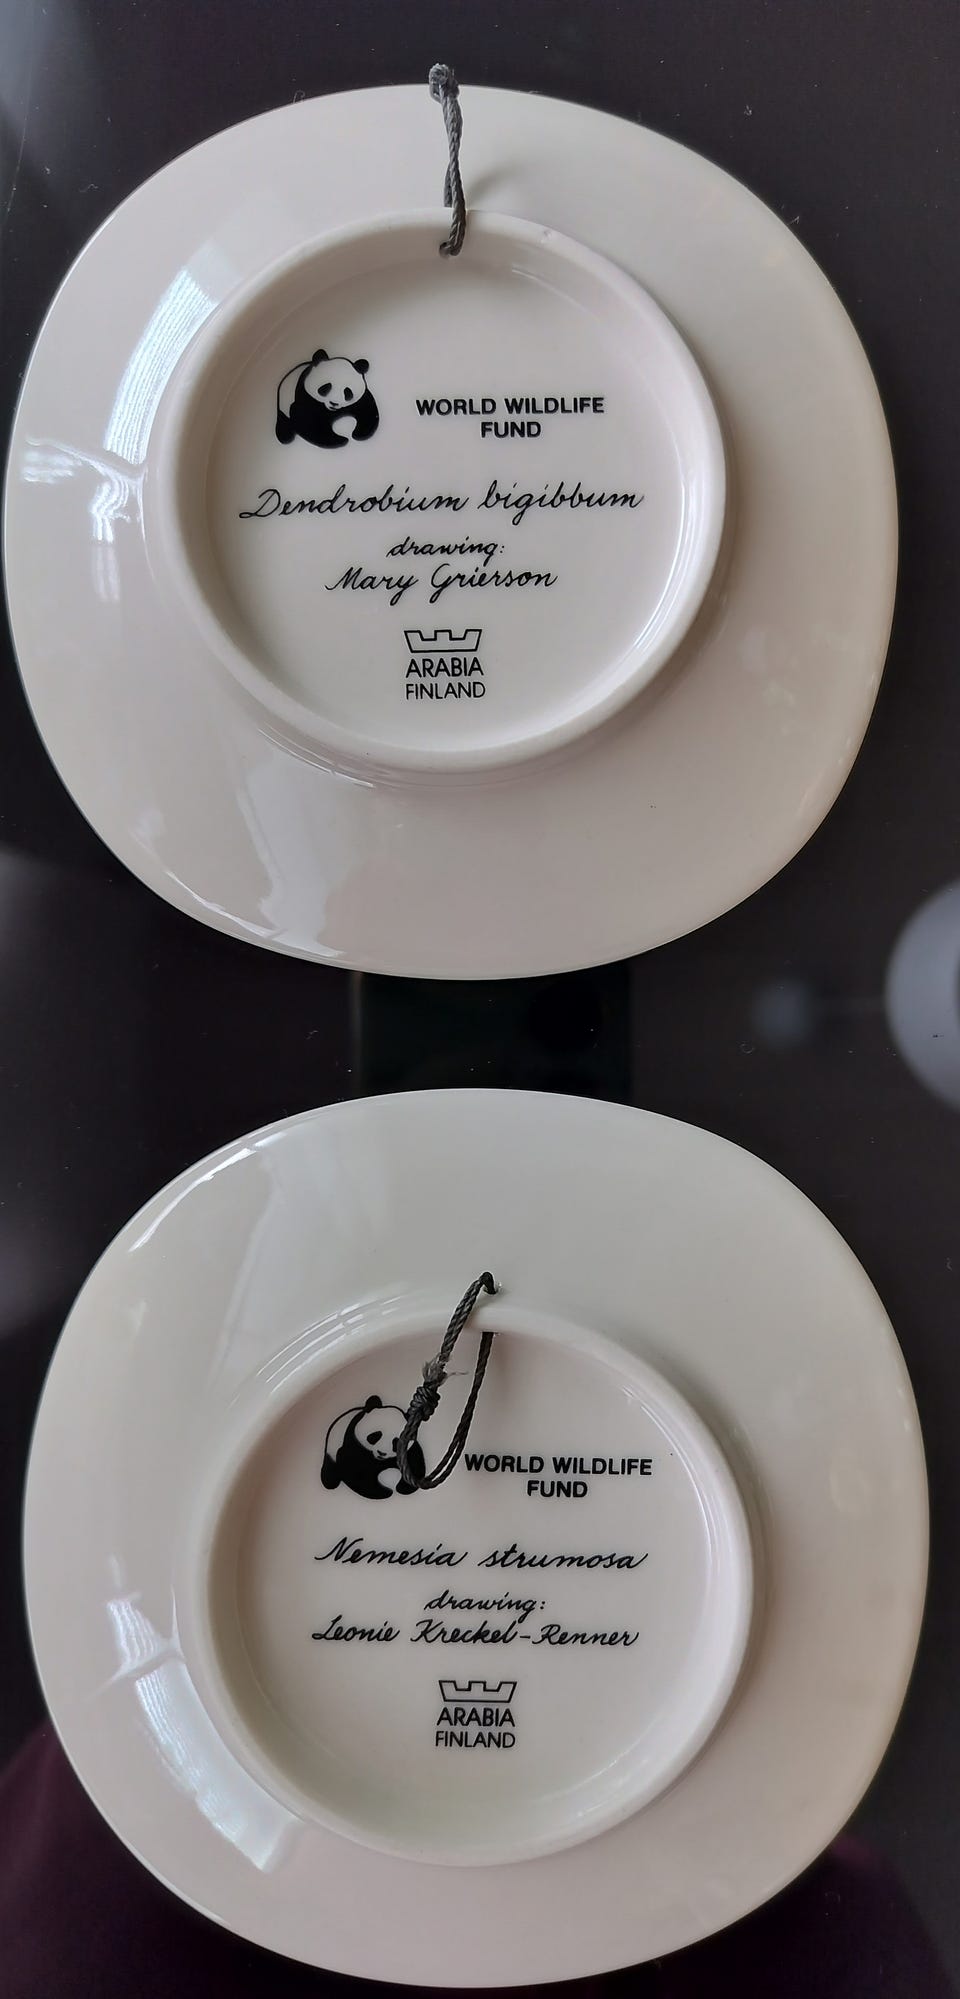 WORLD WILDLIFE
FUND
Dendrobium bigibbum
drawing:
Mary Grierson
ARABIA
FINLAND
WORLD WILDLIFE
FUND
Nemesia strumosa
drawing:
Leonie Kreckel-Renner
ARABIA
FINLAND